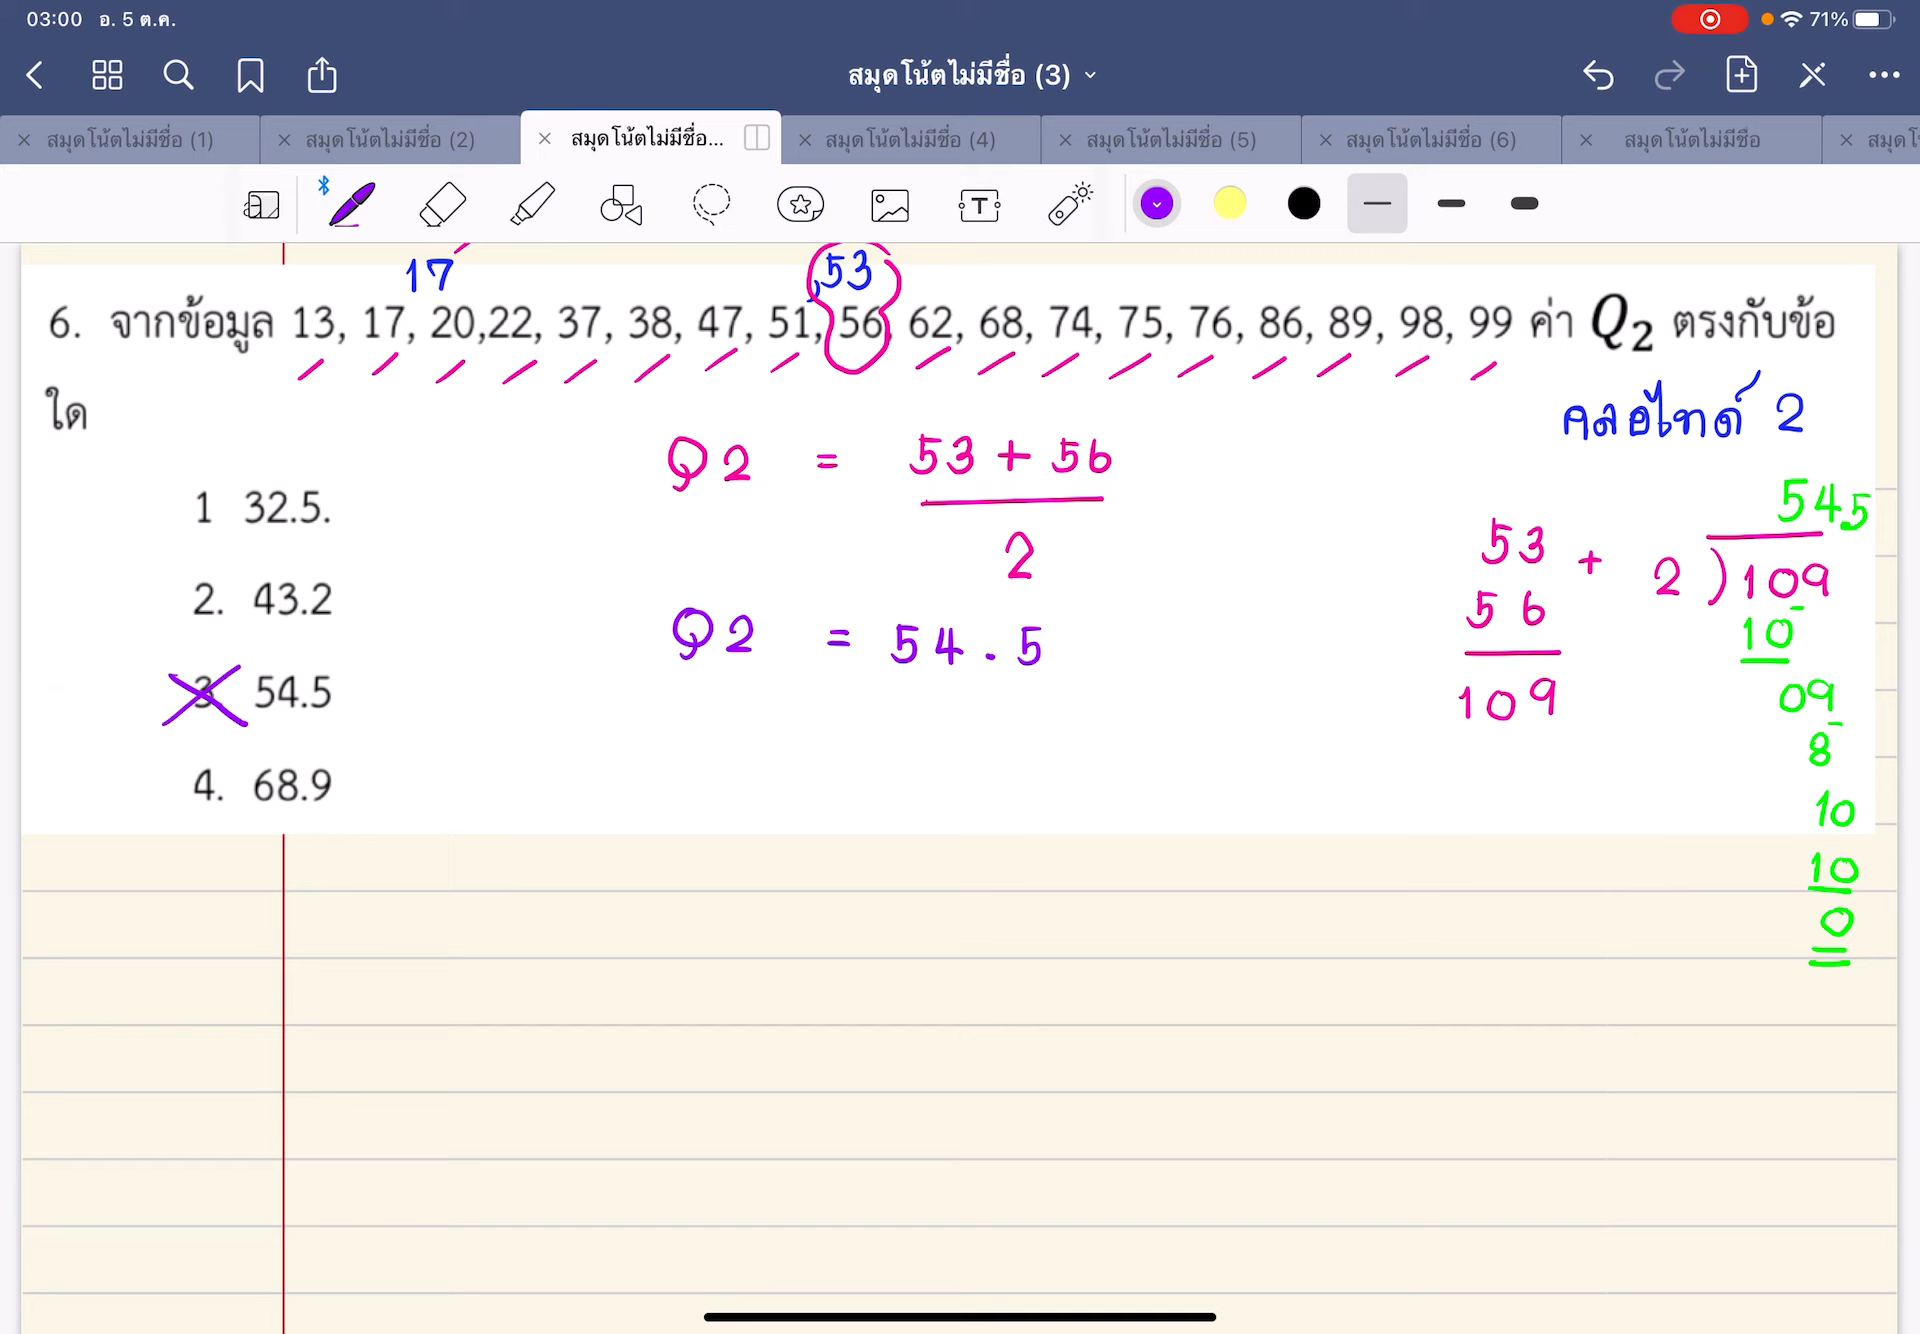 03:00 อ. 5 ต.ค.
71%
สมุดโน้ตไม่มีชื่อ (3)
สมุดโน้ตไม่มีชื่อ (1)
สมุดโน้ตไม่มีชื่อ (2)
สมุดโน้ตไม่มีชื่อ...
สมุดโน้ตไม่มีชื่อ (4)
สมุดโน้ตไม่มีชื่อ (5)
สมุดโน้ตไม่มีชื่อ (6)
สมุดโน้ตไม่มีชื่อ
17 ,53
6. จากข้อมูล 13, 17, 20,22, 37, 38, 47, 51, 56, 62, 68, 74, 75, 76, 86, 89, 98, 99 ค่า Q2 ตรงกับข้อ
ใด
คลอไทด์ 2
Q2 = 53 + 56
2
Q2 = 54.5
1 32.5.
2. 43.2
3 54.5
4. 68.9
53 +
56
109
545
2 ) 109
10
09
8
10
10
0